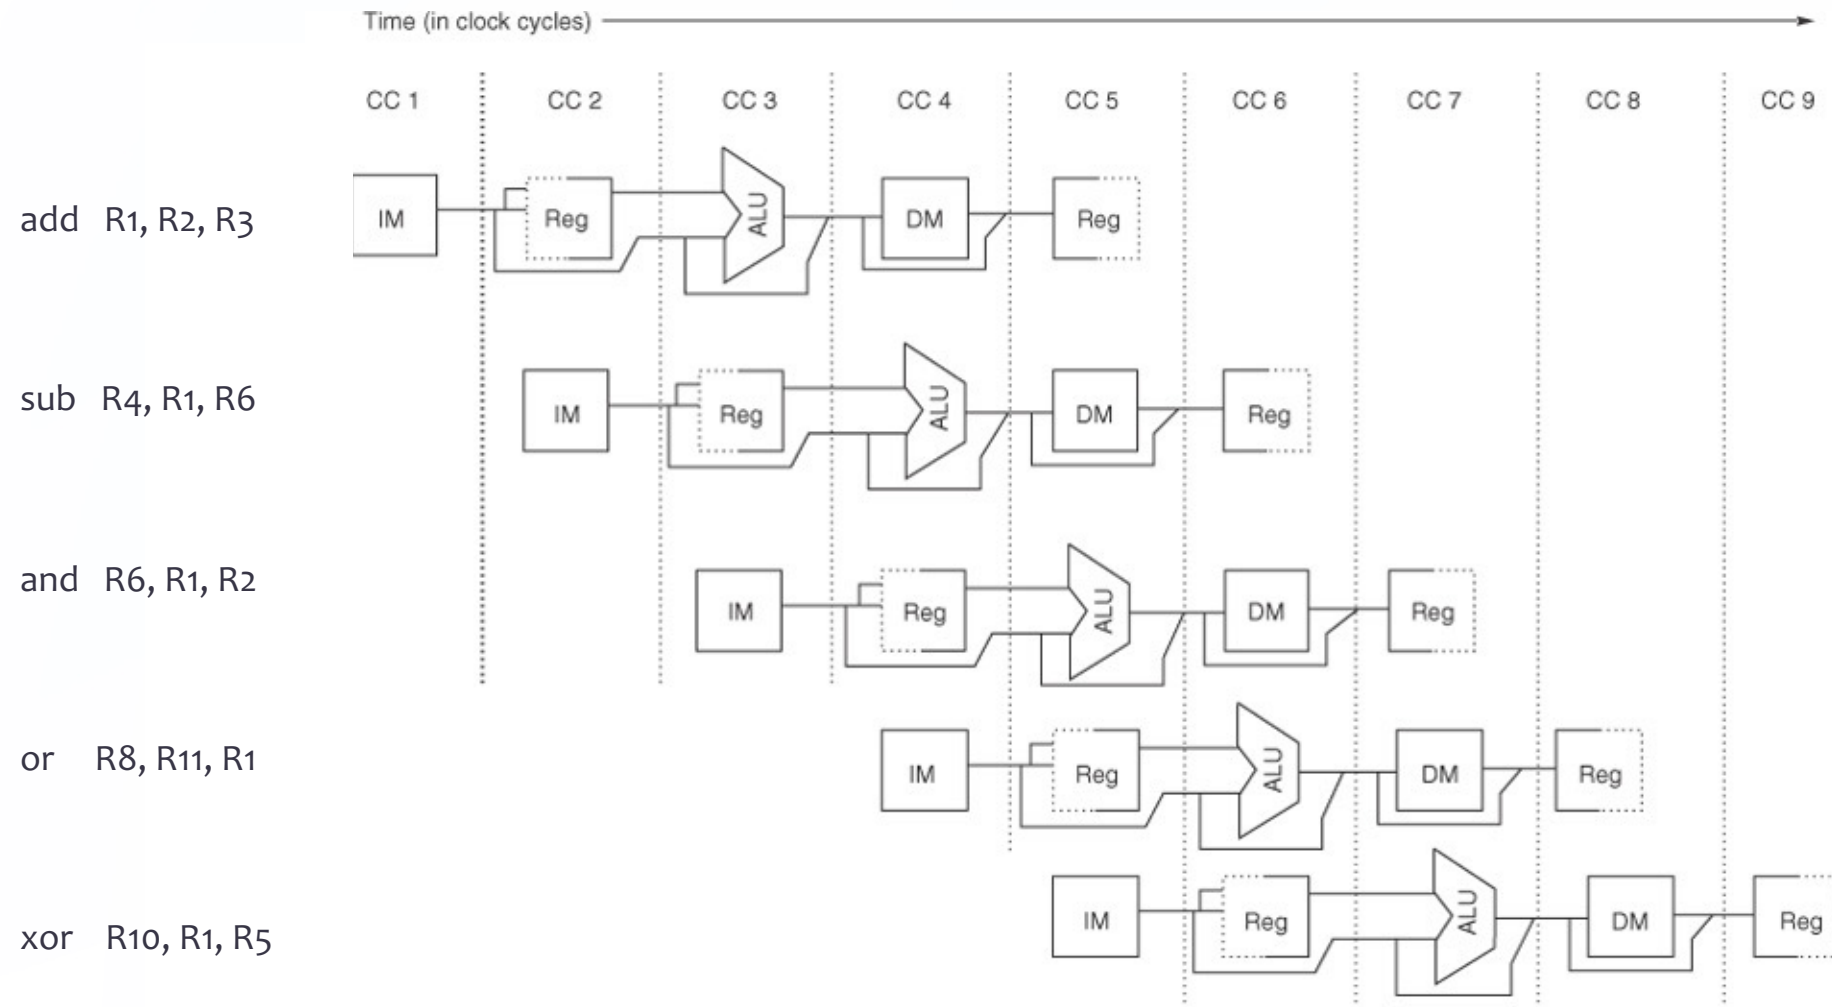 Time (in clock cycles)
CC 1 CC 2 CC 3 CC 4 CC 5 CC 6 CC 7 CC 8 CC 9
add R1, R2, R3 IM Reg ALU DM Reg
sub R4, R1, R6 IM Reg ALU DM Reg
and R6, R1, R2 IM Reg ALU DM Reg
or R8, R11, R1 IM Reg ALU DM Reg
xor R10, R1, R5 IM Reg ALU DM Reg